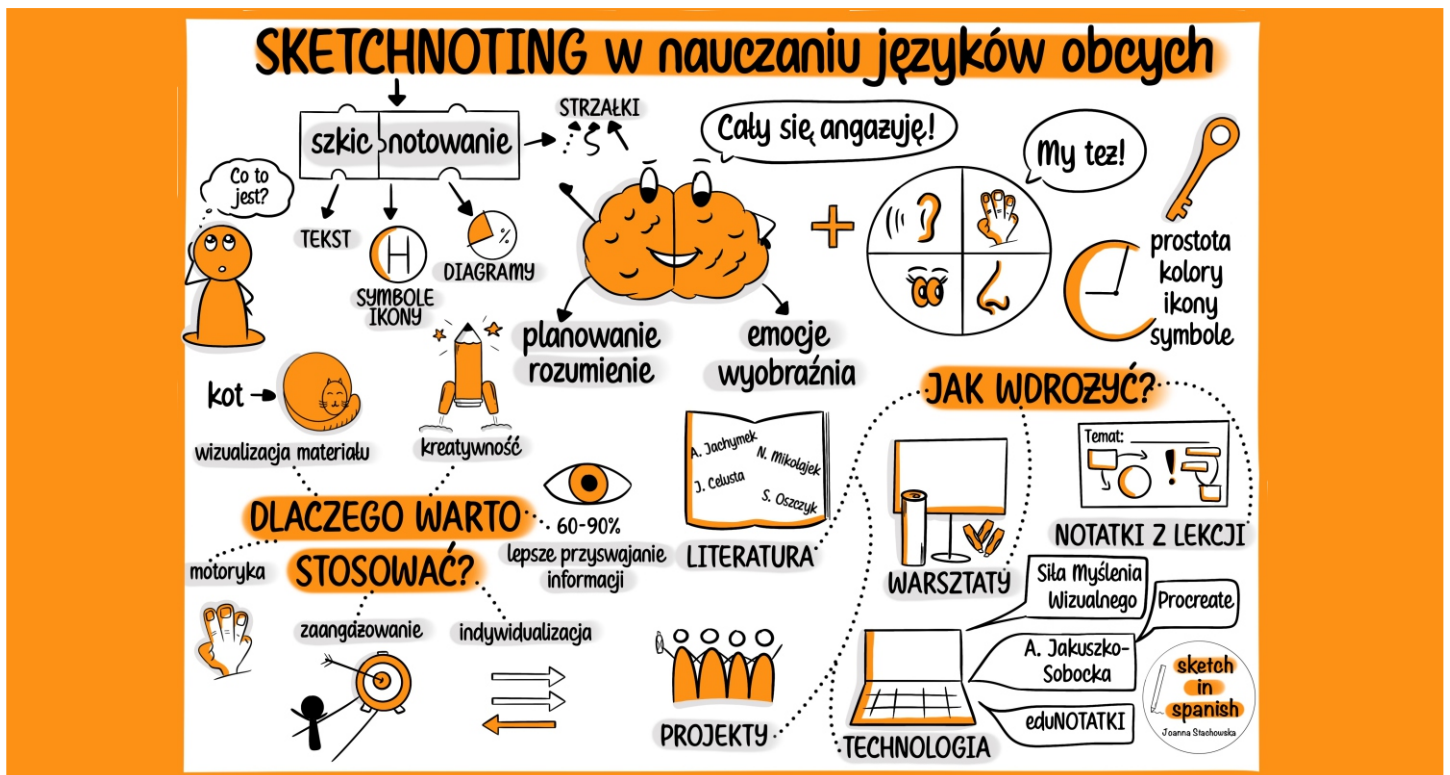 SKETCHNOTING w nauczaniu języków obcych
szkic notowanie
STRZAŁKI
Co to
jest?
TEKST
SYMBOLE
IKONY
%
DIAGRAMY
Cały się angażuję!
My też!
planowanie
rozumienie
emocje
wyobraźnia
prostota
kolory
ikony
symbole
kot
wizualizacja materiału
kreatywność
DLACZEGO WARTO
STOSOWAĆ?
60-90%
lepsze przyswajanie
informacji
motoryka
zaangażowanie
indywidualizacja
JAK WDROŻYĆ?
A. Jachymek
N. Mikołajek
J. Celusta
S. Oszczyk
LITERATURA
WARSZTATY
Temat:
!
NOTATKI Z LEKCJI
PROJEKTY
TECHNOLOGIA
Siła Myślenia
Wizualnego
Procreate
A. Jakuszko-
Sobocka
eduNOTATKI
sketch
in
spanish
Joanna Stachowska